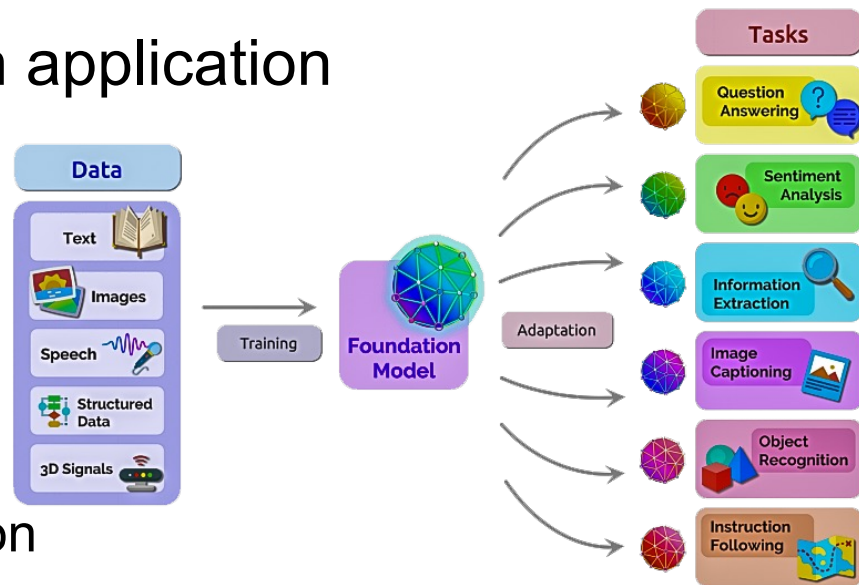 n application
Data
Text
Images
Speech
Structured
Data
3D Signals
on
Training
Foundation
Model
Adaptation
Tasks
Question
Answering
?
Sentiment
Analysis
Information
Extraction
Image
Captioning
Object
Recognition
Instruction
Following